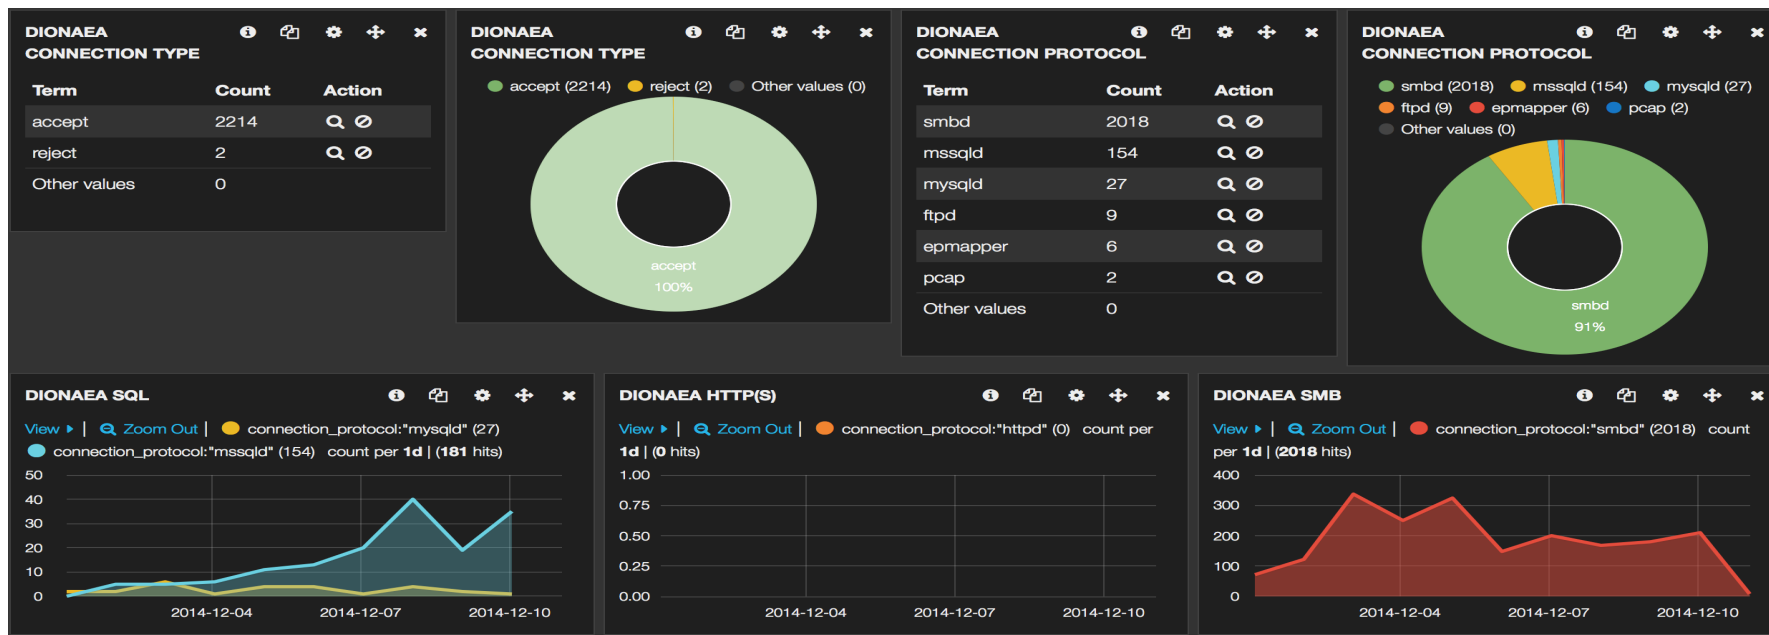 DIONAEA
CONNECTION TYPE
Term Count Action
accept 2214
reject 2
Other values 0
DIONAEA
CONNECTION TYPE
accept (2214) reject (2) Other values (0)
accept
100%
DIONAEA
CONNECTION PROTOCOL
Term Count Action
smbd 2018
mssqld 154
mysqld 27
ftpd 9
epmapper 6
pcap 2
Other values 0
DIONAEA
CONNECTION PROTOCOL
smbd (2018) mssqld (154) mysqld (27)
ftpd (9) epmapper (6) pcap (2)
Other values (0)
smbd
91%
DIONAEA SQL
View | Zoom Out | connection_protocol:"mysqld" (27)
connection_protocol:"mssqld" (154) count per 1d | (181 hits)
50
40
30
20
10
0
2014-12-04 2014-12-07 2014-12-10
DIONAEA HTTP(S)
View | Zoom Out | connection_protocol:"httpd" (0) count per
1d | (0 hits)
1.00
0.75
0.50
0.25
0.00
2014-12-04 2014-12-07 2014-12-10
DIONAEA SMB
View | Zoom Out | connection_protocol:"smbd" (2018) count
per 1d | (2018 hits)
400
300
200
100
0
2014-12-04 2014-12-07 2014-12-10